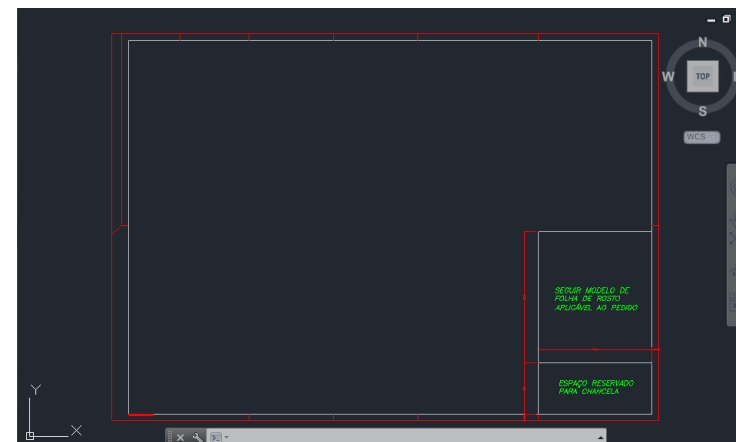 N
W
TOP
S
WCS
SEGUIR MODELO DE
FOLHA DE ROSTO
APLICÁVEL AO PEDIDO
ESPAÇO RESERVADO
PARA CHANCELA
Y
X